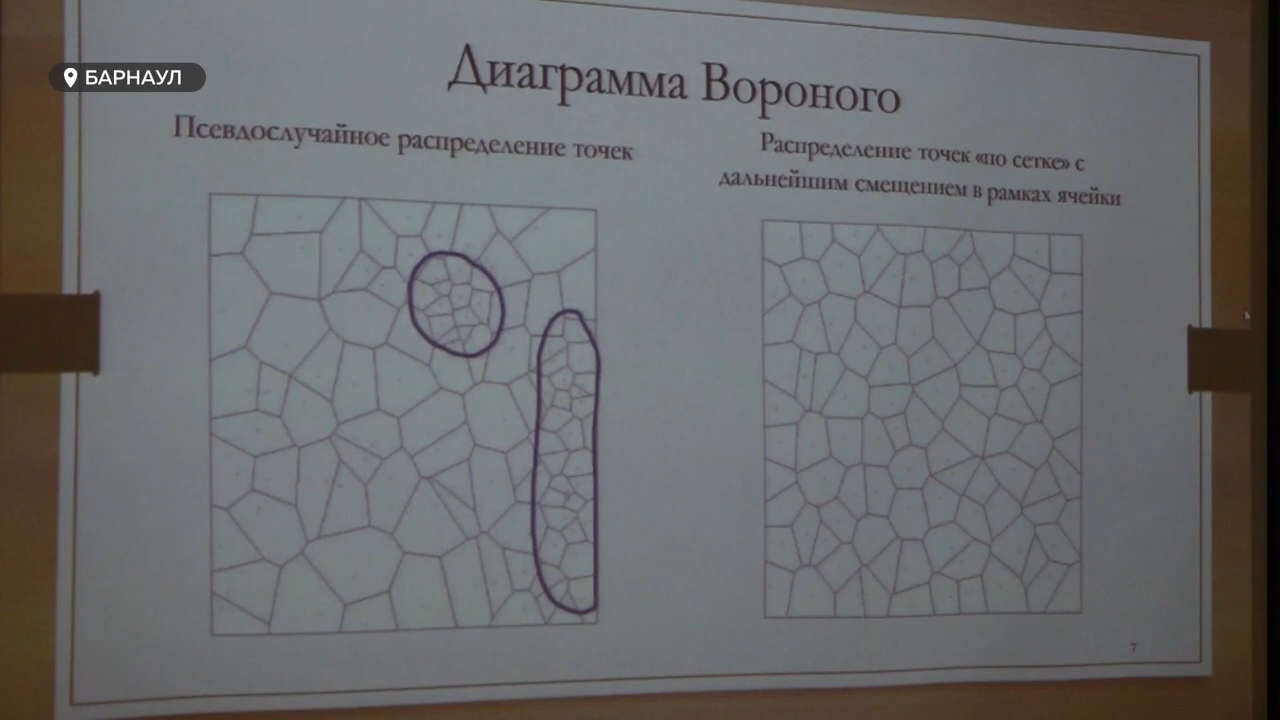 БАРНАУЛ
Диаграмма Вороного
Псевдослучайное распределение точек
Распределение точек «по сетке» с
дальнейшим смещением в рамках ячейки
7